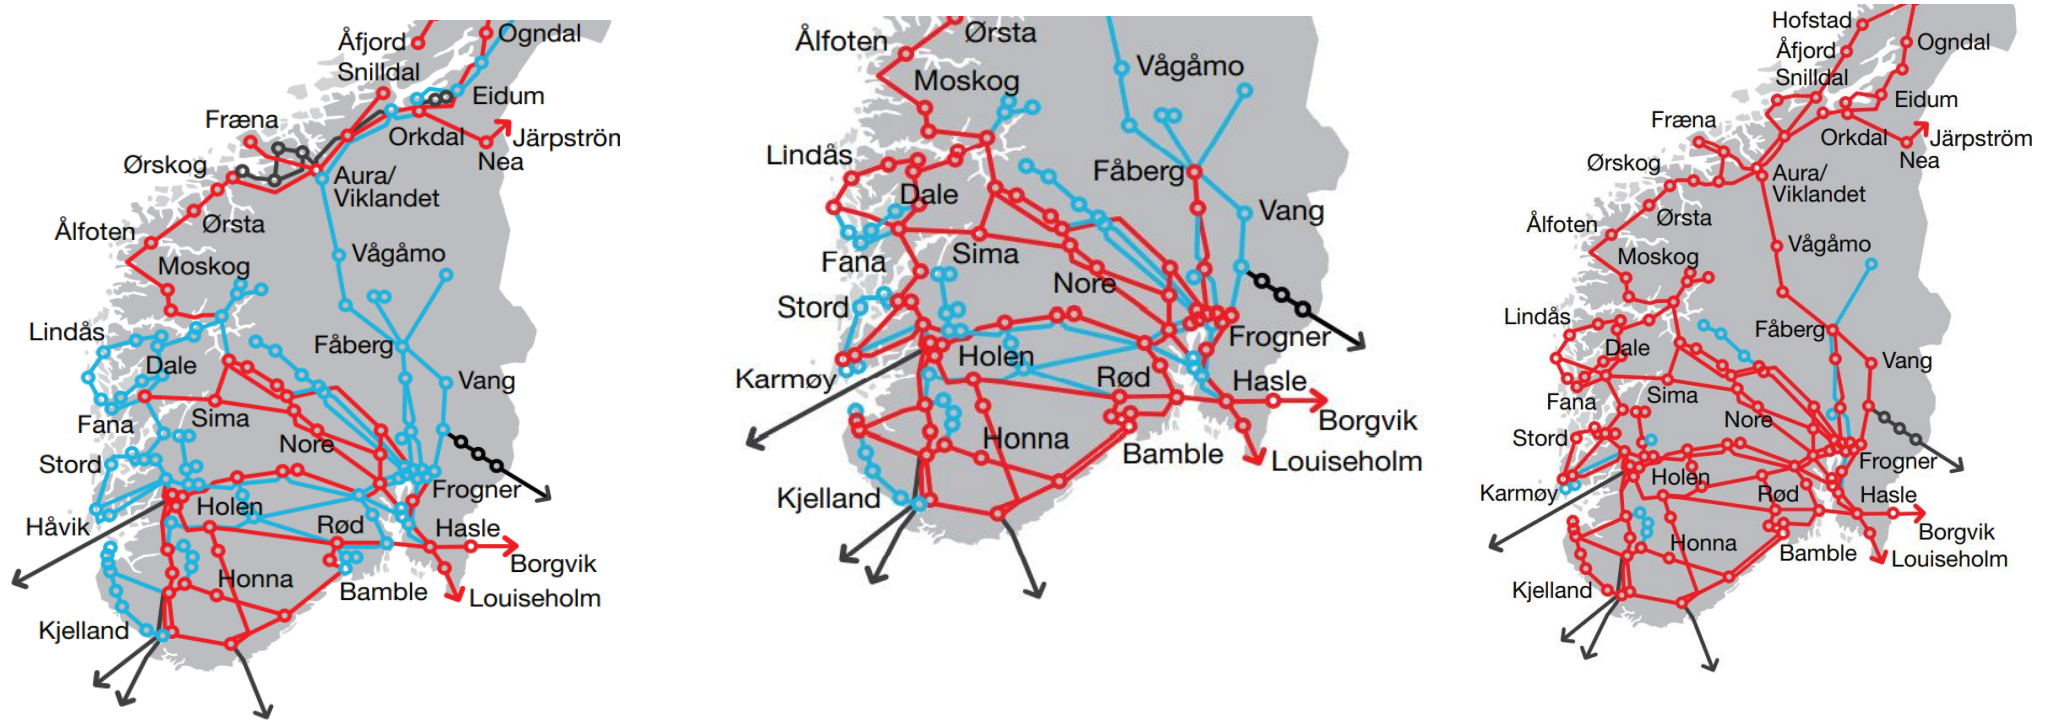 Åfjord
Ogndal
Snilldal
Eidum
Fræna
Orkdal
Järpström
Nea
Ørskog
Aura/
Viklandet
Ørsta
Ålfoten
Vågåmo
Moskog
Lindås
Fåberg
Dale
Vang
Sima
Fana
Nore
Stord
Frogner
Holen
Håvik
Rød
Hasle
Borgvik
Honna
Bamble
Louiseholm
Kjelland
Ørsta
Ålfoten
Vågåmo
Moskog
Lindås
Fåberg
Dale
Vang
Sima
Fana
Nore
Stord
Frogner
Holen
Karmøy
Rød
Hasle
Borgvik
Honna
Bamble
Louiseholm
Kjelland
Hofstad
Ogndal
Åfjord
Snilldal
Eidum
Fræna
Orkdal
Järpström
Nea
Ørskog
Aura/
Viklandet
Ørsta
Ålfoten
Vågåmo
Moskog
Lindås
Fåberg
Dale
Vang
Sima
Fana
Nore
Stord
Frogner
Holen
Karmøy
Rød
Hasle
Borgvik
Honna
Bamble
Louiseholm
Kjelland